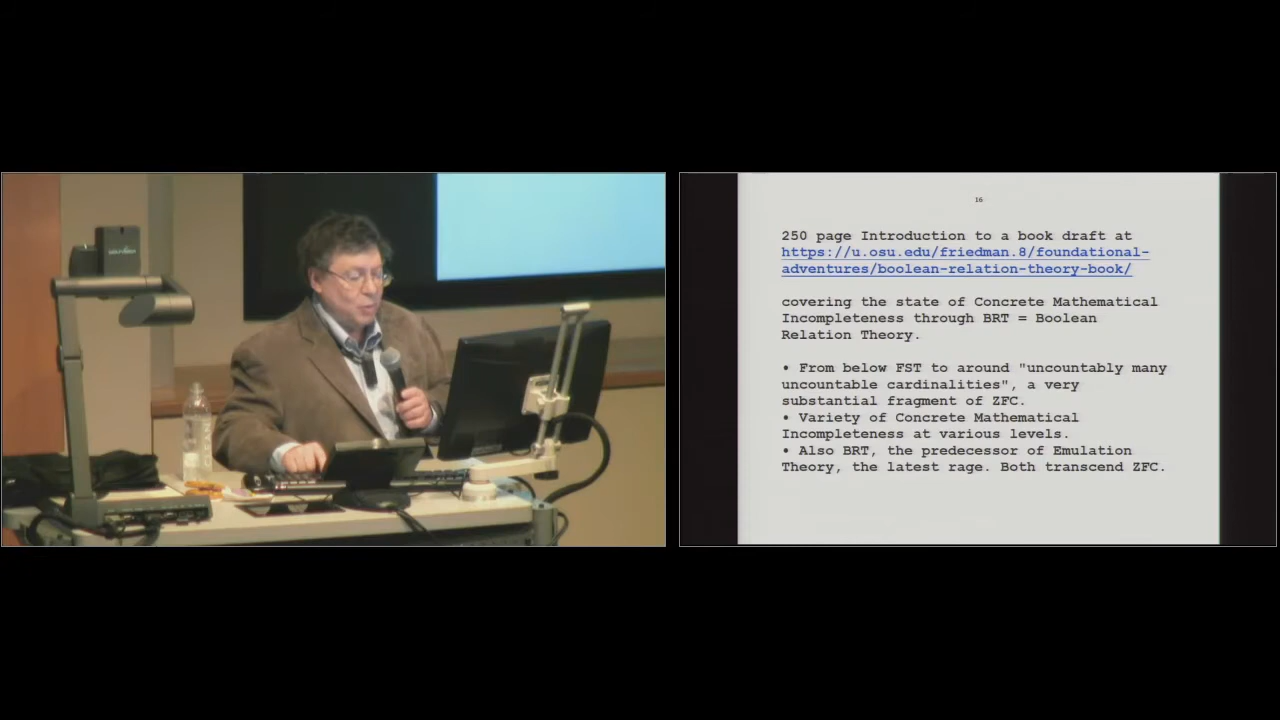 16
250 page Introduction to a book draft at
https://u.osu.edu/friedman.8/foundational-
adventures/boolean-relation-theory-book/
covering the state of Concrete Mathematical
Incompleteness through BRT = Boolean
Relation Theory.
• From below FST to around "uncountably many
uncountable cardinalities", a very
substantial fragment of ZFC.
• Variety of Concrete Mathematical
Incompleteness at various levels.
• Also BRT, the predecessor of Emulation
Theory, the latest rage. Both transcend ZFC.